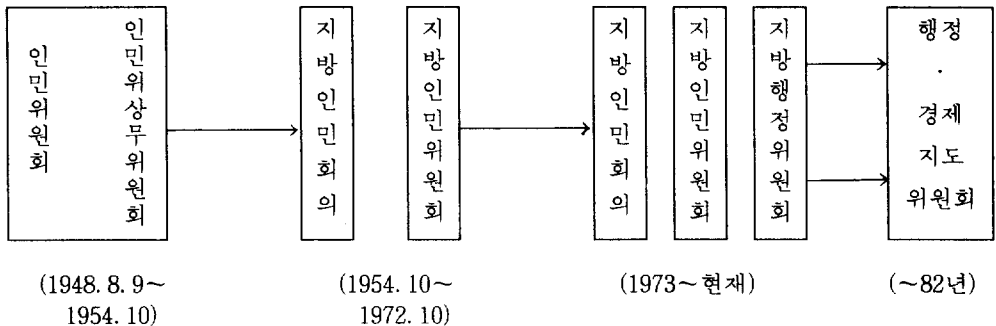 인민위원회
인민위상무위원회
지방인민회의
지방인민위원회
지방인민회의
지방인민위원회
지방행정위원회
행정
·
경제
지도
위원회
(1948. 8. 9～
1954. 10)
(1954. 10～
1972. 10)
(1973～현재)
(～82년)